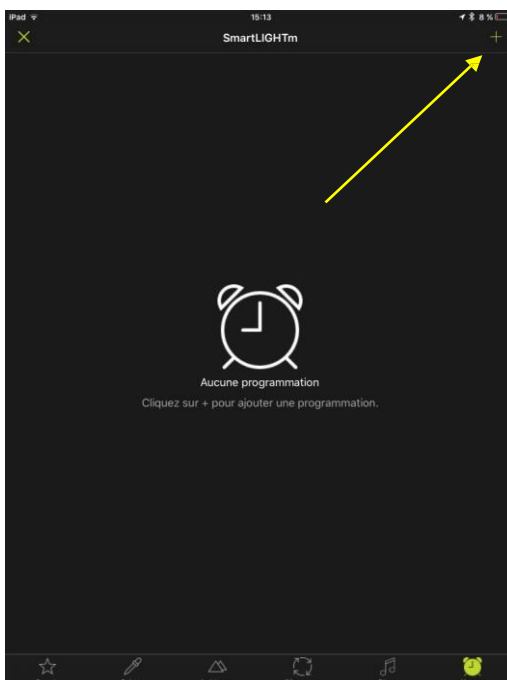 iPad 15:13 8 %
SmartLIGHTm
Aucune programmation
Cliquez sur + pour ajouter une programmation.